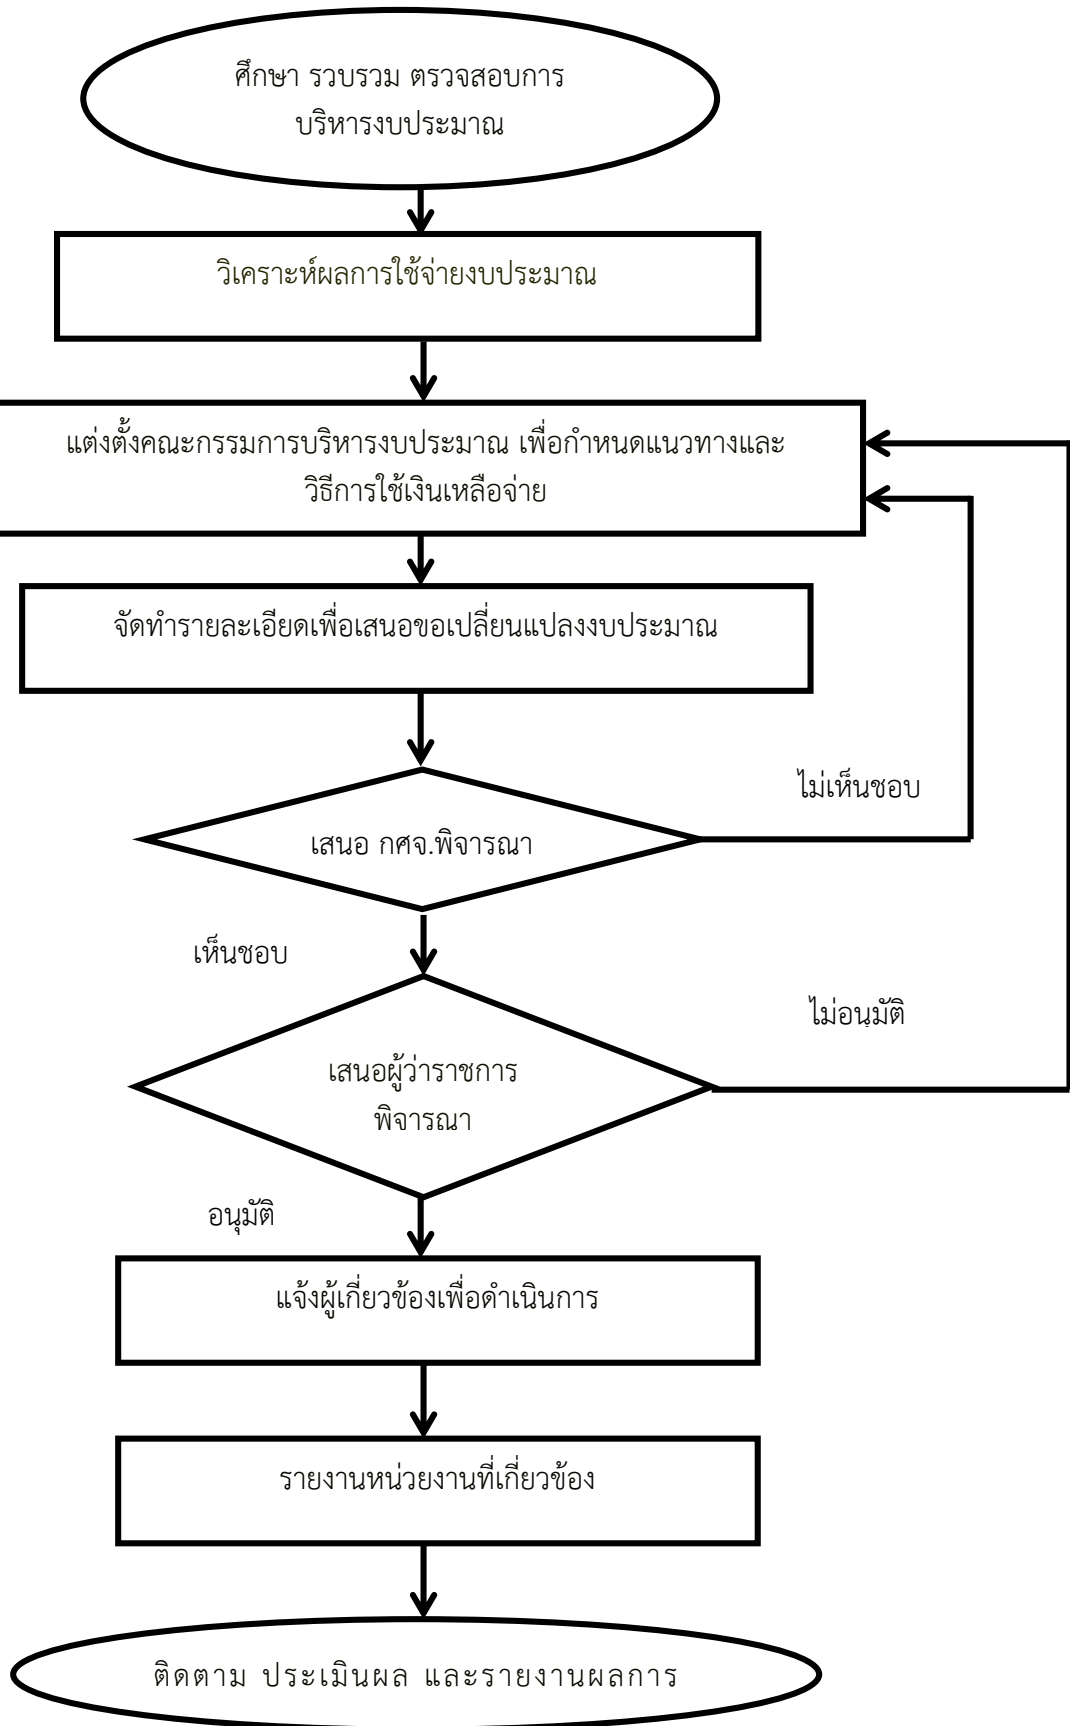 ศึกษา รวบรวม ตรวจสอบการ
บริหารงบประมาณ
วิเคราะห์ผลการใช้จ่ายงบประมาณ
แต่งตั้งคณะกรรมการบริหารงบประมาณ เพื่อกำหนดแนวทางและ
วิธีการใช้เงินเหลือจ่าย
จัดทำรายละเอียดเพื่อเสนอขอเปลี่ยนแปลงงบประมาณ
ไม่เห็นชอบ
เสนอ กศจ.พิจารณา
เห็นชอบ
ไม่อนุมัติ
เสนอผู้ว่าราชการ
พิจารณา
อนุมัติ
แจ้งผู้เกี่ยวข้องเพื่อดำเนินการ
รายงานหน่วยงานที่เกี่ยวข้อง
ติดตาม ประเมินผล และรายงานผลการ